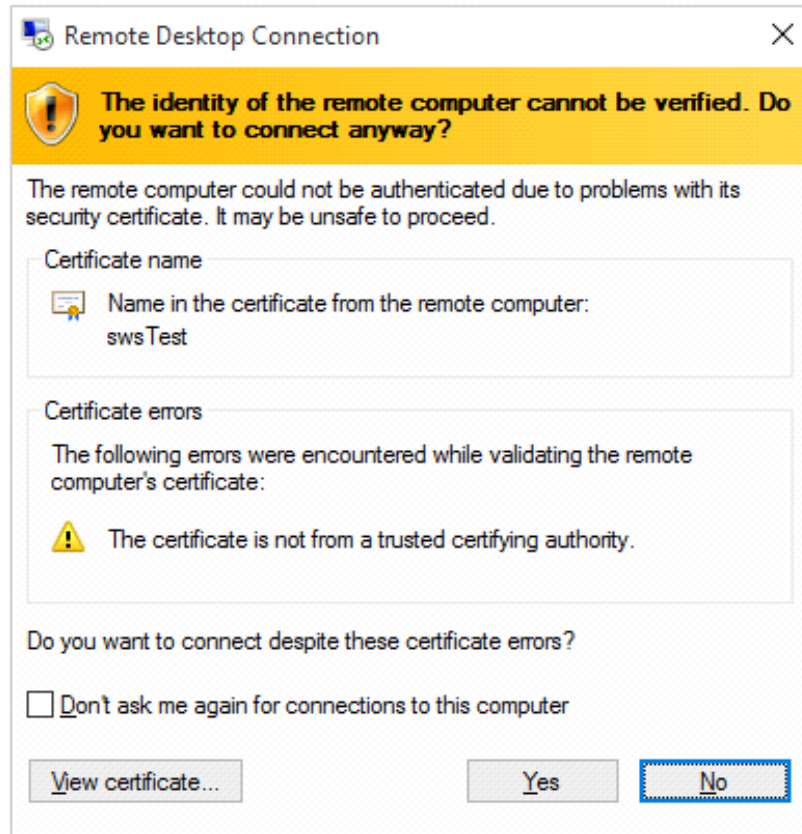 Remote Desktop Connection
The identity of the remote computer cannot be verified. Do
you want to connect anyway?
The remote computer could not be authenticated due to problems with its
security certificate. It may be unsafe to proceed.
Certificate name
Name in the certificate from the remote computer:
swsTest
Certificate errors
The following errors were encountered while validating the remote
computer's certificate:
The certificate is not from a trusted certifying authority.
Do you want to connect despite these certificate errors?
Don't ask me again for connections to this computer
View certificate... Yes No